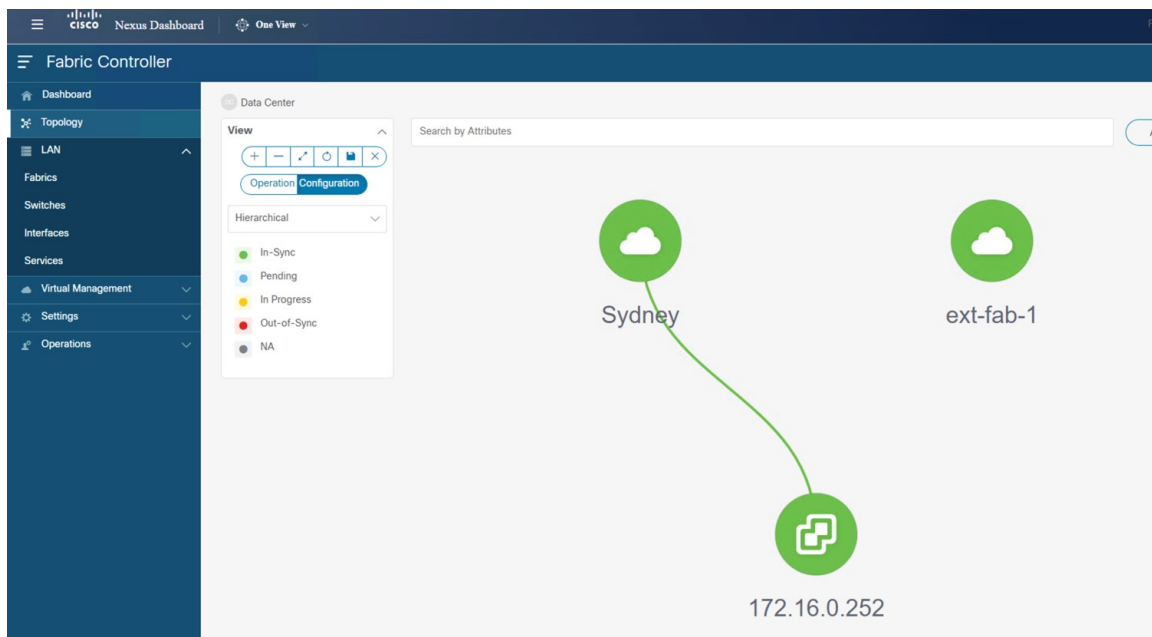 CISCO Nexus Dashboard One View
Fabric Controller
Dashboard
Topology
LAN
Fabrics
Switches
Interfaces
Services
Virtual Management
Settings
Operations
Data Center
View
Operation Configuration
Hierarchical
In-Sync
Pending
In Progress
Out-of-Sync
NA
Search by Attributes
Sydney
ext-fab-1
172.16.0.252